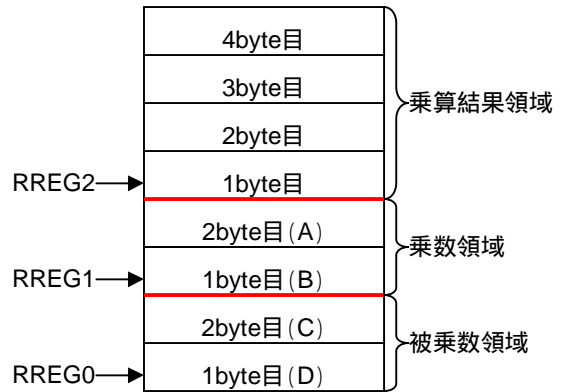 4byte目
3byte目
乗算結果領域
2byte目
RREG2
1byte目
2byte目(A)
乗数領域
RREG1
1byte目(B)
2byte目(C)
被乗数領域
RREG0
1byte目(D)